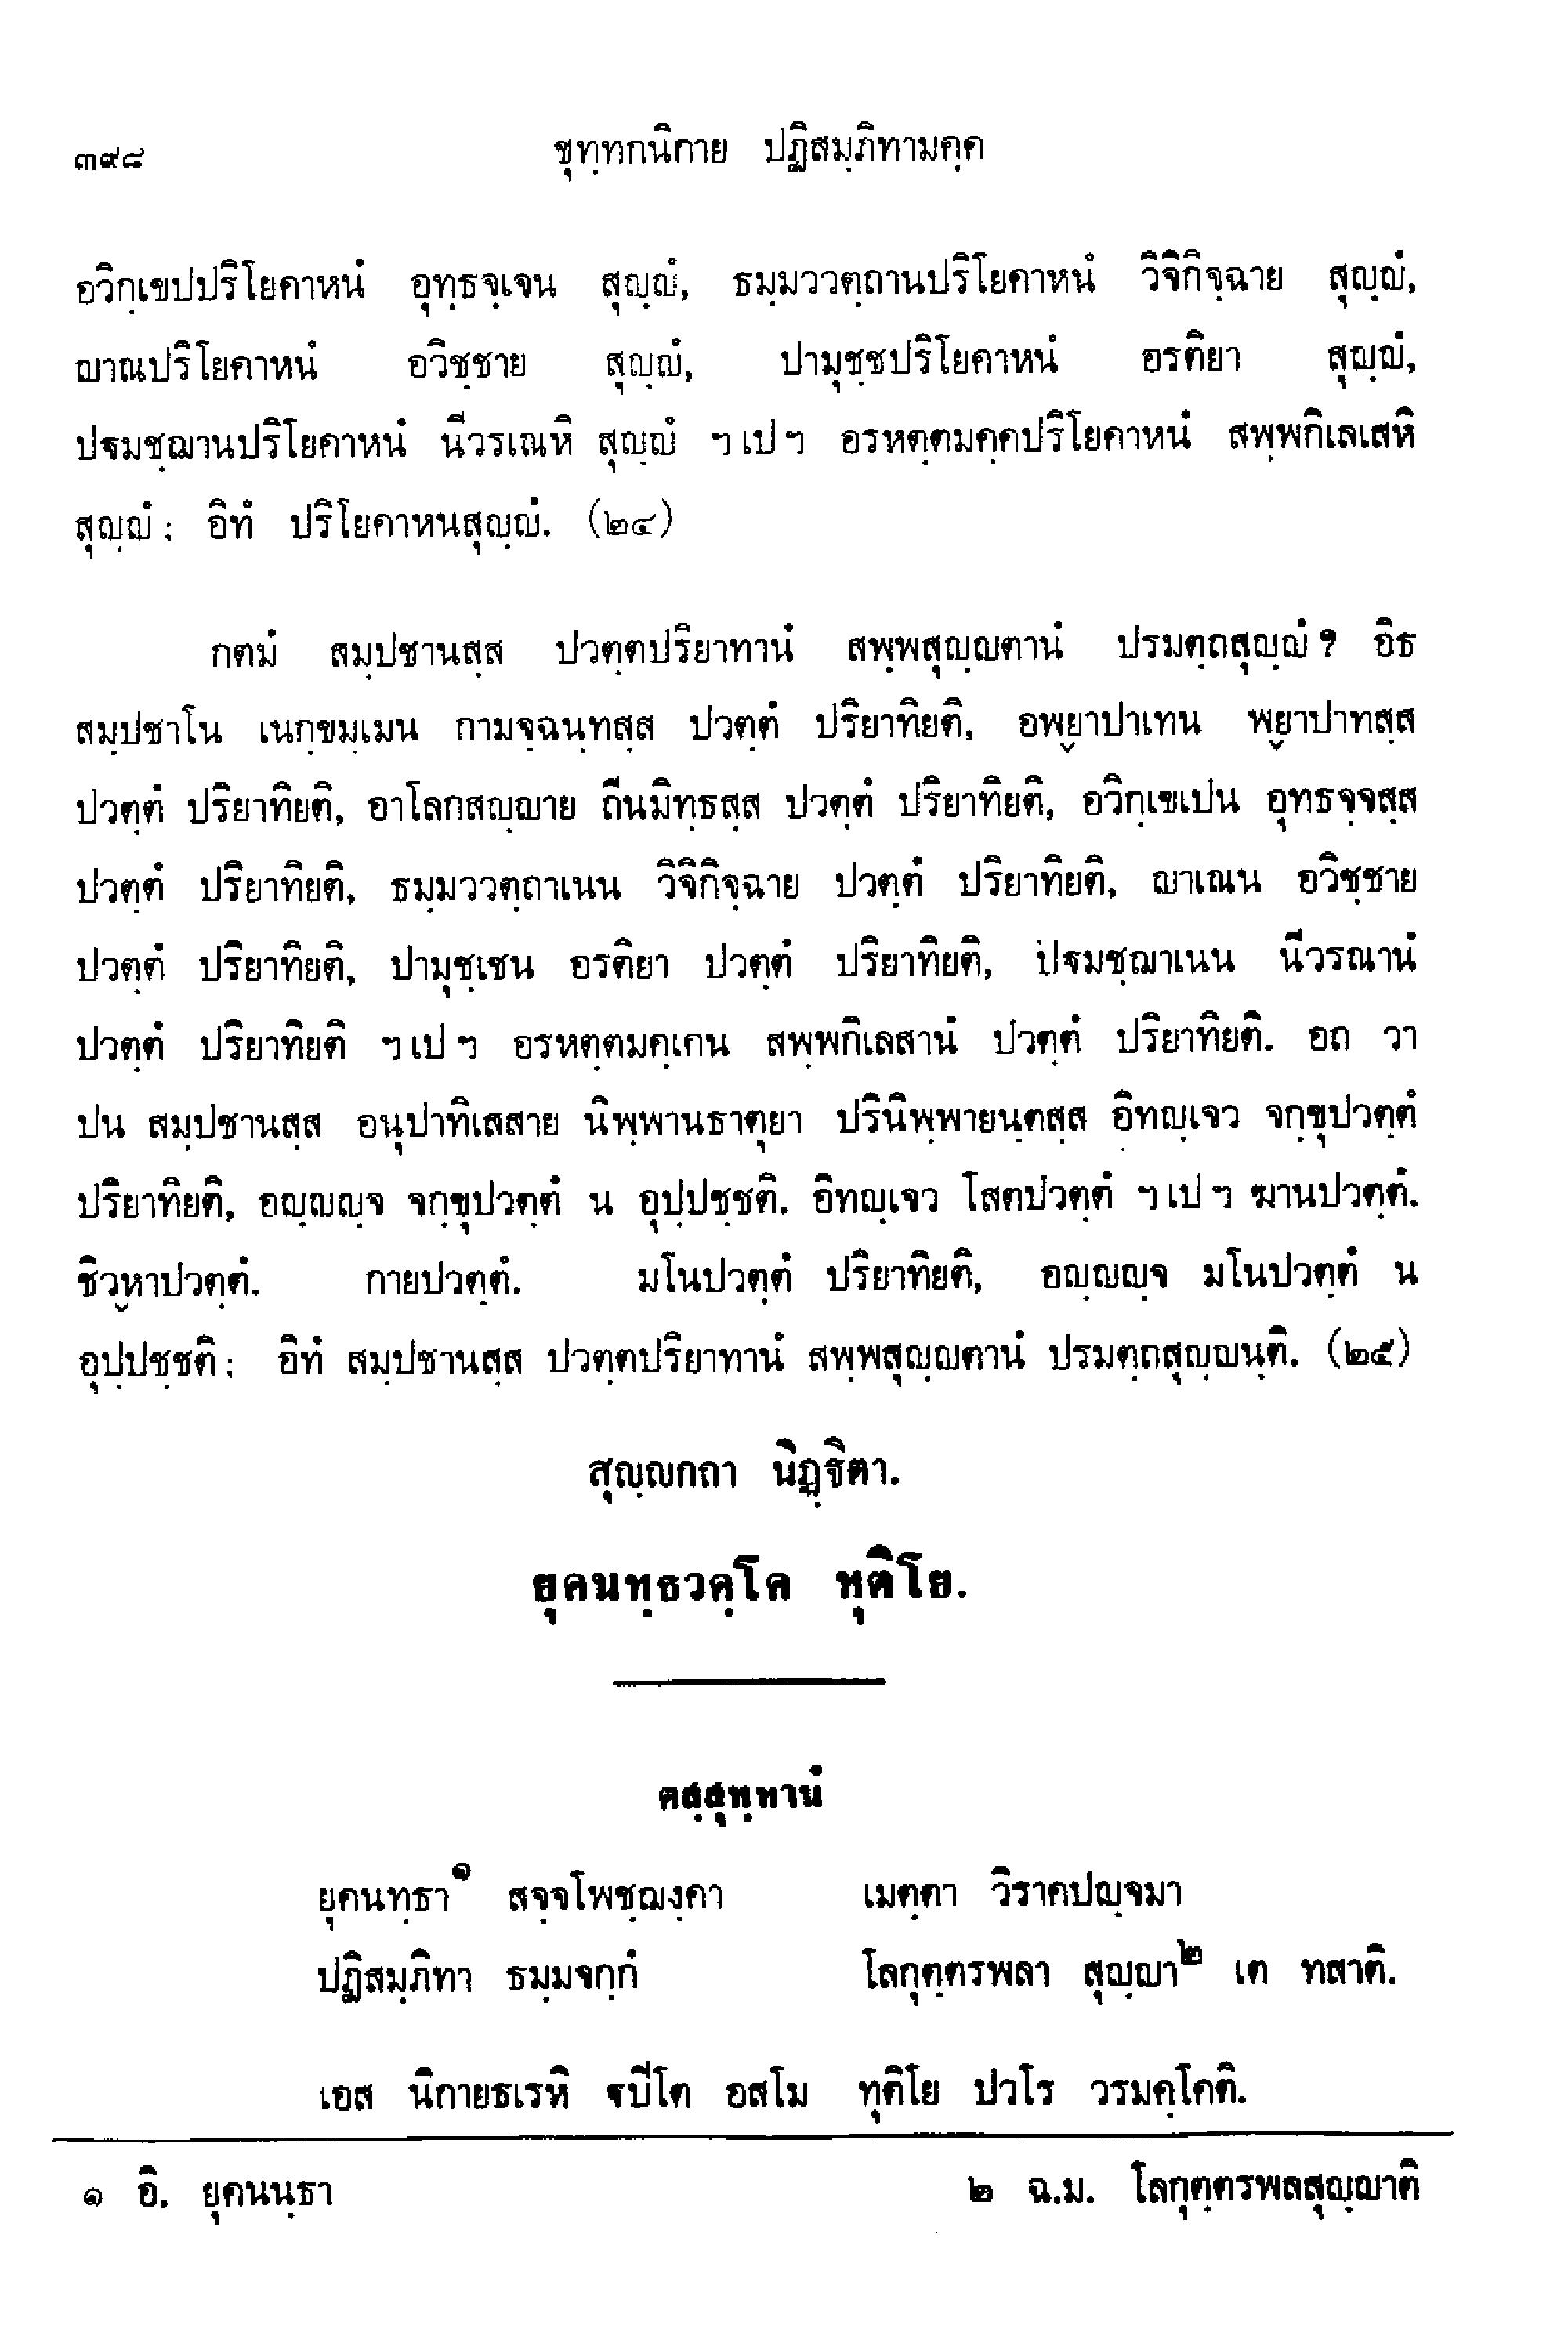 ๓๙๘ ขุทฺทกนิกาย ปฏิสมฺภิทามคฺค
อวิกฺเขปปริโยคาหนํ อุทฺธจฺเจน สุญฺญํ, ธมฺมววตฺถานปริโยคาหนํ วิจิกิจฺฉาย สุญฺญํ,
ญาณปริโยคาหนํ อวิชฺชาย สุญฺญํ, ปามุชฺชปริโยคาหนํ อรติยา สุญฺญํ,
ปฐมชฺฌานปริโยคาหนํ นีวรเณหิ สุญฺญํ ฯ เป ฯ อรหตฺตมคฺคปริโยคาหนํ สพฺพกิเลเสหิ
สุญฺญํ : อิทํ ปริโยคาหนสุญฺญํ. (๒๔)
กตมํ สมฺปชานสฺส ปวตฺตปริยาทานํ สพฺพสุญฺญตานํ ปรมตฺถสุญฺญํ ? อิธ
สมฺปชาโน เนกฺขมฺเมน กามจฺฉนฺทสฺส ปวตฺตํ ปริยาทิยติ, อพฺยาปาเทน พฺยาปาทสฺส
ปวตฺตํ ปริยาทิยติ, อาโลกสญฺญาย ถีนมิทฺธสฺส ปวตฺตํ ปริยาทิยติ, อวิกฺเขเปน อุทธจฺจสฺส
ปวตฺตํ ปริยาทิยติ, ธมฺมววตฺถาเนน วิจิกิจฺฉาย ปวตฺตํ ปริยาทิยติ, ญาเณน อวิชฺชาย
ปวตฺตํ ปริยาทิยติ, ปามุชฺเชน อรติยา ปวตฺตํ ปริยาทิยติ, ปฐมชฺฌาเนน นีวรณานํ
ปวตฺตํ ปริยาทิยติ ฯ เป ฯ อรหตฺตมคฺเคน สพฺพกิเลสานํ ปวตฺตํ ปริยาทิยติ. อถ วา
ปน สมฺปชานสฺส อนุปาทิเสสาย นิพฺพานธาตุยา ปรินิพฺพายนฺตสฺส อิทญฺเจว จกฺขุปวตฺตํ
ปริยาทิยติ, อญฺญญฺจ จกฺขุปวตฺตํ น อุปฺปชฺชติ. อิทญฺเจว โสตปวตฺตํ ฯ เป ฯ ฆานปวตฺตํ.
ชิวฺหาปวตฺตํ. กายปวตฺตํ. มโนปวตฺตํ ปริยาทิยติ, อญฺญญฺจ มโนปวตฺตํ น
อุปฺปชฺชติ : อิทํ สมฺปชานสฺส ปวตฺตปริยาทานํ สพฺพสุญฺญตานํ ปรมตฺถสุญฺญนฺติ. (๒๕)
สุญฺญกถา นิฏฺฐิตา.
ยุคนทฺธวคฺโค ทุติโย.
ตสฺสุทฺทานํ
ยุคนทฺธา๑ สจฺจโพชฺฌงฺคา เมตฺตา วิราคปญฺจมา
ปฏิสมฺภิทา ธมฺมจกฺกํ โลกุตฺตรพลา สุญฺญา๒ เต ทสาติ.
เอส นิกายธเรหิ ฐปีโต อสโม ทุติโย ปวโร วรมคฺโคติ.
๑ อิ. ยุคนนฺธา ๒ ฉ.ม. โลกุตฺตรพลสุญฺญาติ